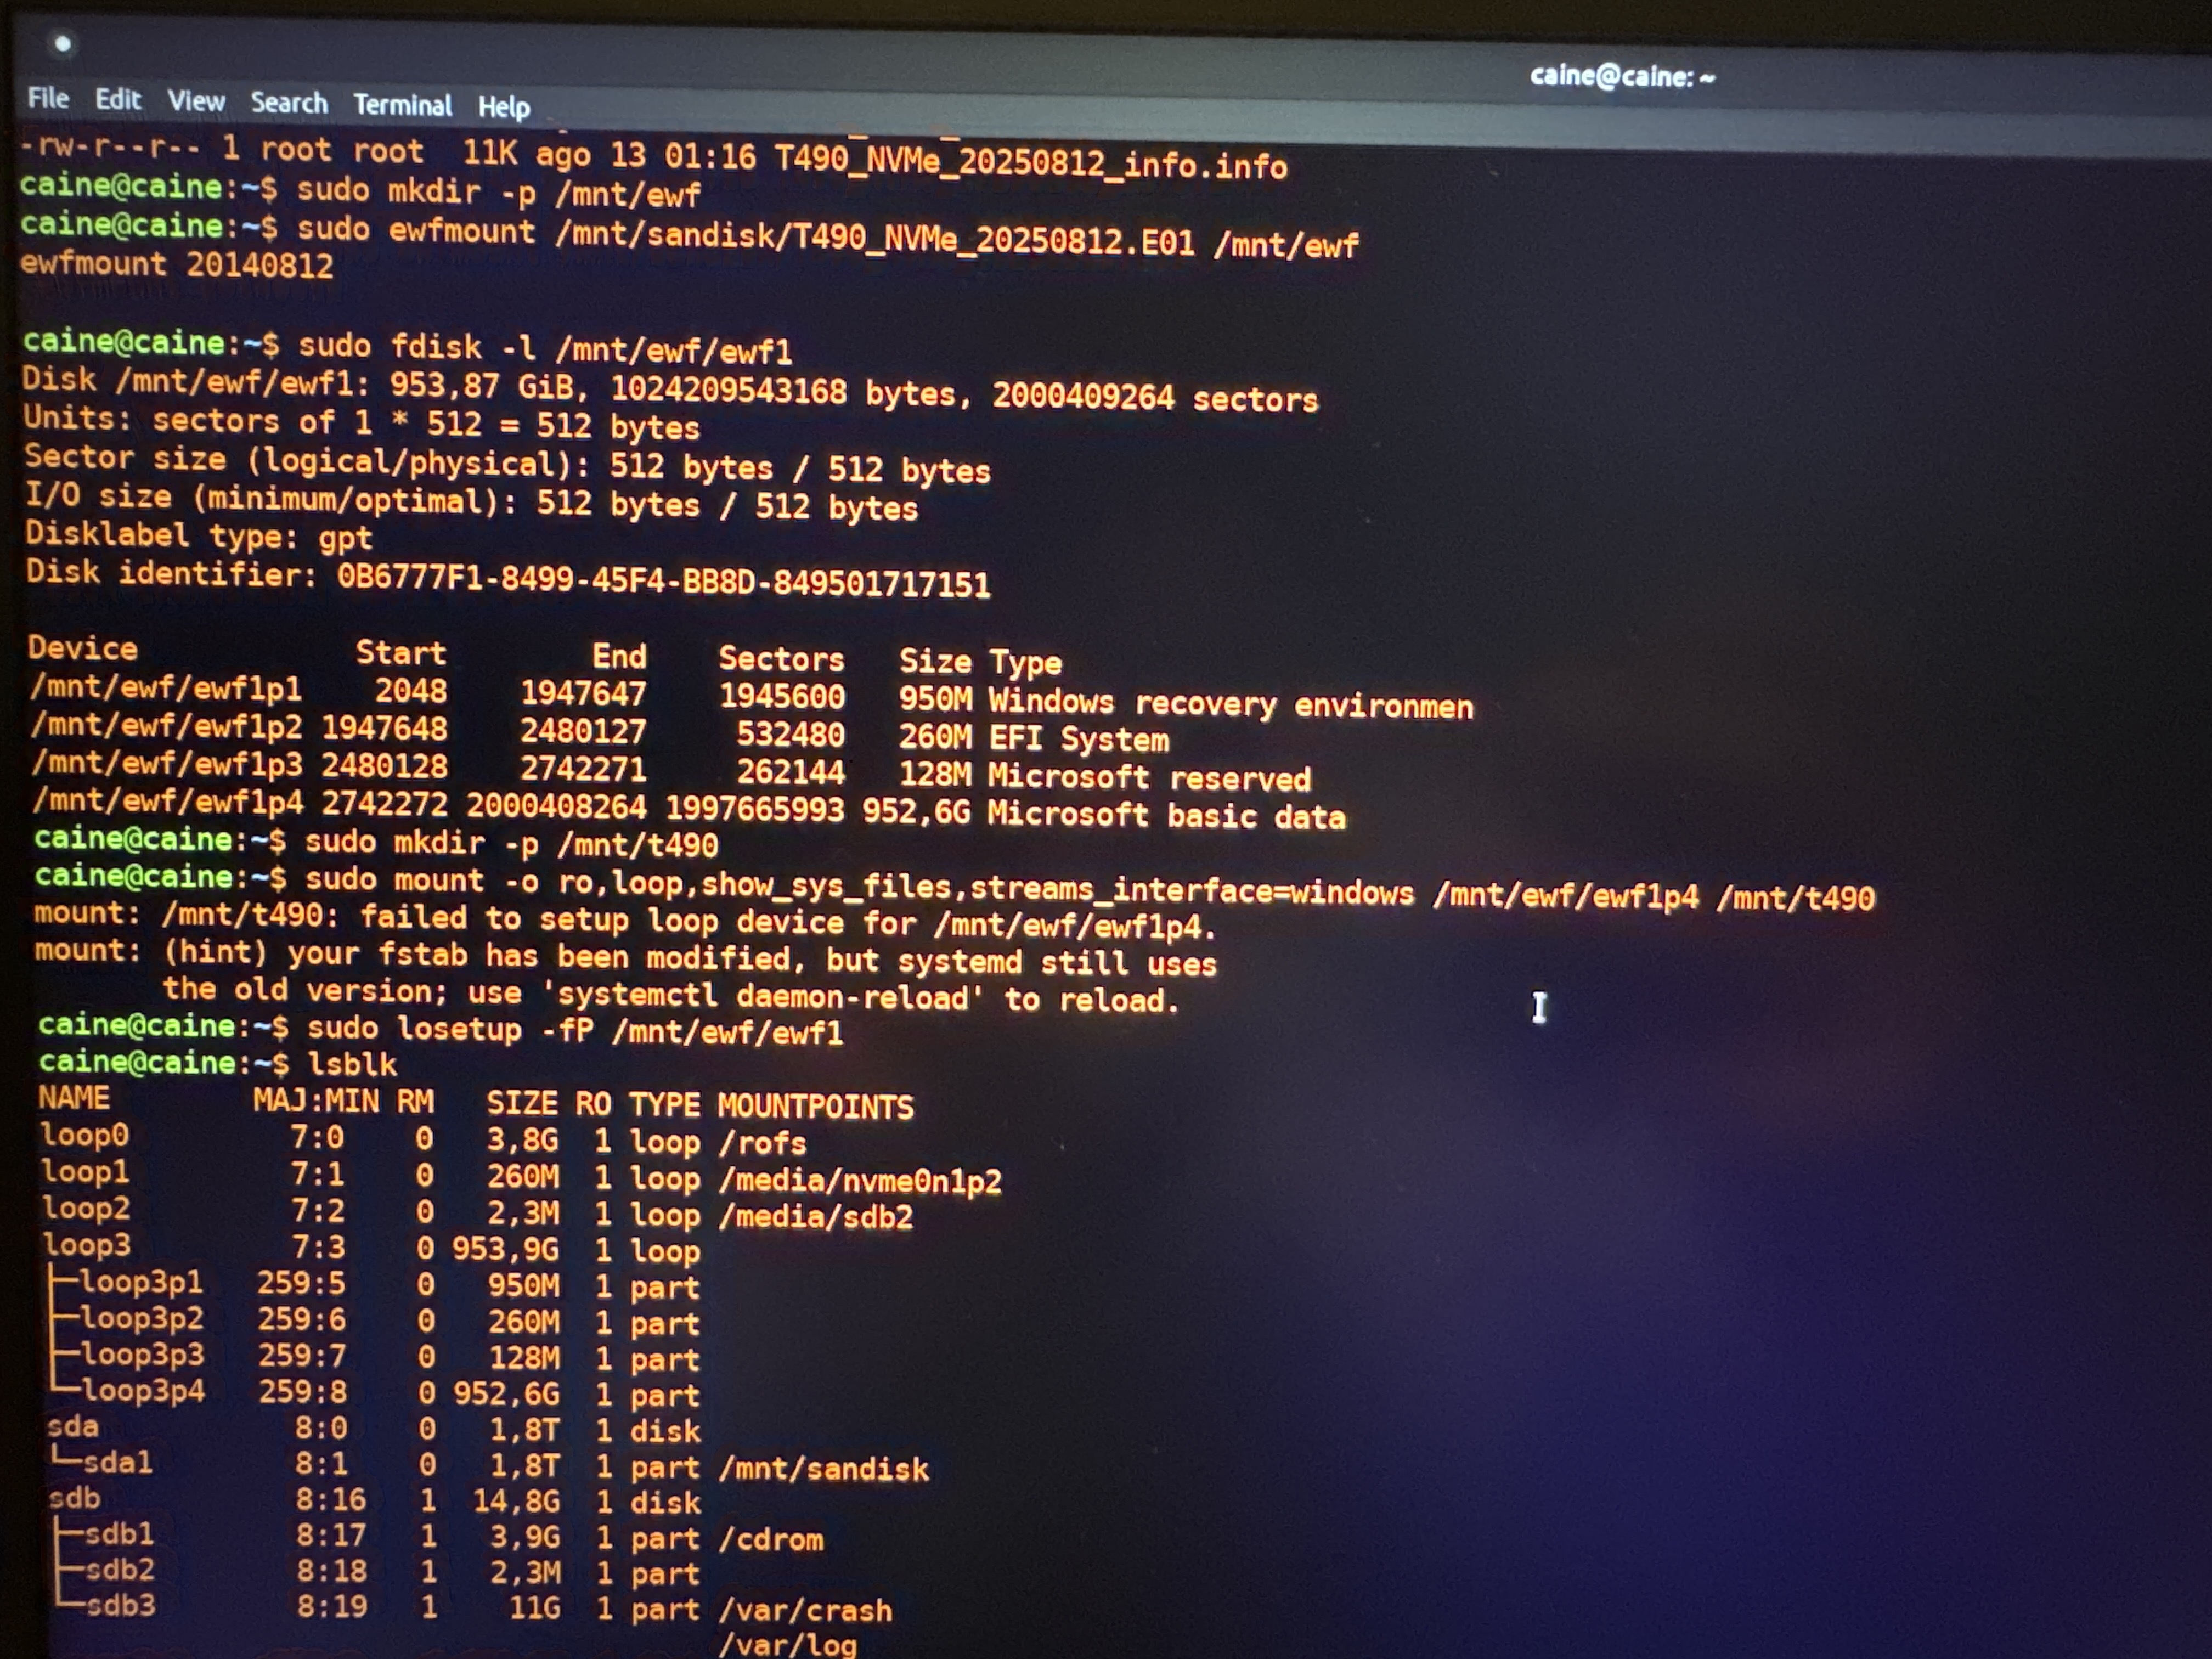 caine@caine: ~
File Edit View Search Terminal Help
-rw-r--r-- 1 root root  11K ago 13 01:16 T490_NVMe_20250812_info.info
caine@caine:~$ sudo mkdir -p /mnt/ewf
caine@caine:~$ sudo ewfmount /mnt/sandisk/T490_NVMe_20250812.E01 /mnt/ewf
ewfmount 20140812
caine@caine:~$ sudo fdisk -l /mnt/ewf/ewf1
Disk /mnt/ewf/ewf1: 953,87 GiB, 1024209543168 bytes, 2000409264 sectors
Units: sectors of 1 * 512 = 512 bytes
Sector size (logical/physical): 512 bytes / 512 bytes
I/O size (minimum/optimal): 512 bytes / 512 bytes
Disklabel type: gpt
Disk identifier: 0B6777F1-8499-45F4-BB8D-849501717151
Device              Start        End    Sectors   Size Type
/mnt/ewf/ewf1p1      2048    1947647    1945600   950M Windows recovery environmen
/mnt/ewf/ewf1p2   1947648    2480127     532480   260M EFI System
/mnt/ewf/ewf1p3   2480128    2742271     262144   128M Microsoft reserved
/mnt/ewf/ewf1p4   2742272 2000408264 1997665993 952,6G Microsoft basic data
caine@caine:~$ sudo mkdir -p /mnt/t490
caine@caine:~$ sudo mount -o ro,loop,show_sys_files,streams_interface=windows /mnt/ewf/ewf1p4 /mnt/t490
mount: /mnt/t490: failed to setup loop device for /mnt/ewf/ewf1p4.
mount: (hint) your fstab has been modified, but systemd still uses
       the old version; use 'systemctl daemon-reload' to reload.
caine@caine:~$ sudo losetup -fP /mnt/ewf/ewf1
caine@caine:~$ lsblk
NAME        MAJ:MIN RM   SIZE RO TYPE MOUNTPOINTS
loop0         7:0    0   3,8G  1 loop /rofs
loop1         7:1    0   260M  1 loop /media/nvme0n1p2
loop2         7:2    0   2,3M  1 loop /media/sdb2
loop3         7:3    0 953,9G  1 loop
├─loop3p1   259:5    0   950M  1 part
├─loop3p2   259:6    0   260M  1 part
├─loop3p3   259:7    0   128M  1 part
└─loop3p4   259:8    0 952,6G  1 part
sda           8:0    0   1,8T  1 disk
└─sda1        8:1    0   1,8T  1 part /mnt/sandisk
sdb           8:16   1  14,8G  1 disk
├─sdb1        8:17   1   3,9G  1 part /cdrom
├─sdb2        8:18   1   2,3M  1 part
└─sdb3        8:19   1    11G  1 part /var/crash
                                      /var/log